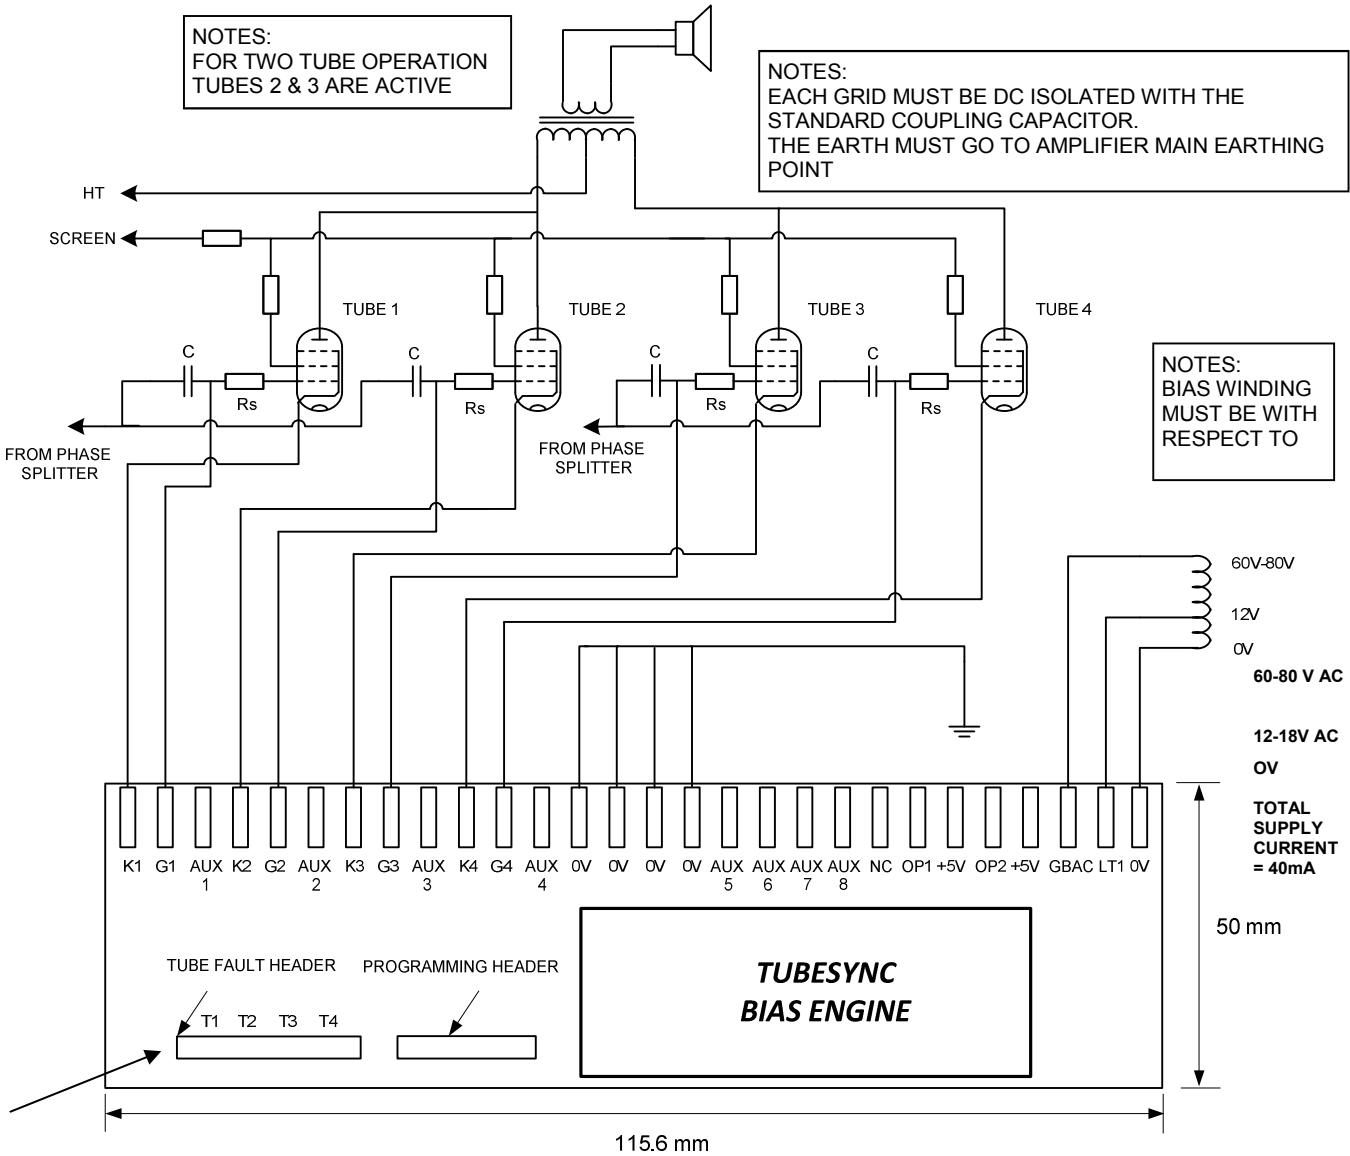 NOTES:
FOR TWO TUBE OPERATION
TUBES 2 & 3 ARE ACTIVE
NOTES:
EACH GRID MUST BE DC ISOLATED WITH THE
STANDARD COUPLING CAPACITOR.
THE EARTH MUST GO TO AMPLIFIER MAIN EARTHING
POINT
HT
SCREEN
TUBE 1
TUBE 2
TUBE 3
TUBE 4
C
C
C
C
Rs
Rs
Rs
Rs
FROM PHASE
SPLITTER
FROM PHASE
SPLITTER
NOTES:
BIAS WINDING
MUST BE WITH
RESPECT TO
60V-80V
12V
0V
60-80 V AC
12-18V AC
OV
TOTAL
SUPPLY
CURRENT
= 40mA
K1 G1 AUX 1 K2 G2 AUX 2 K3 G3 AUX 3 K4 G4 AUX 4 0V 0V 0V 0V AUX 5 AUX 6 AUX 7 AUX 8 NC OP1 +5V OP2 +5V GBAC LT1 0V
50 mm
TUBE FAULT HEADER
PROGRAMMING HEADER
T1 T2 T3 T4
TUBESYNC
BIAS ENGINE
115.6 mm